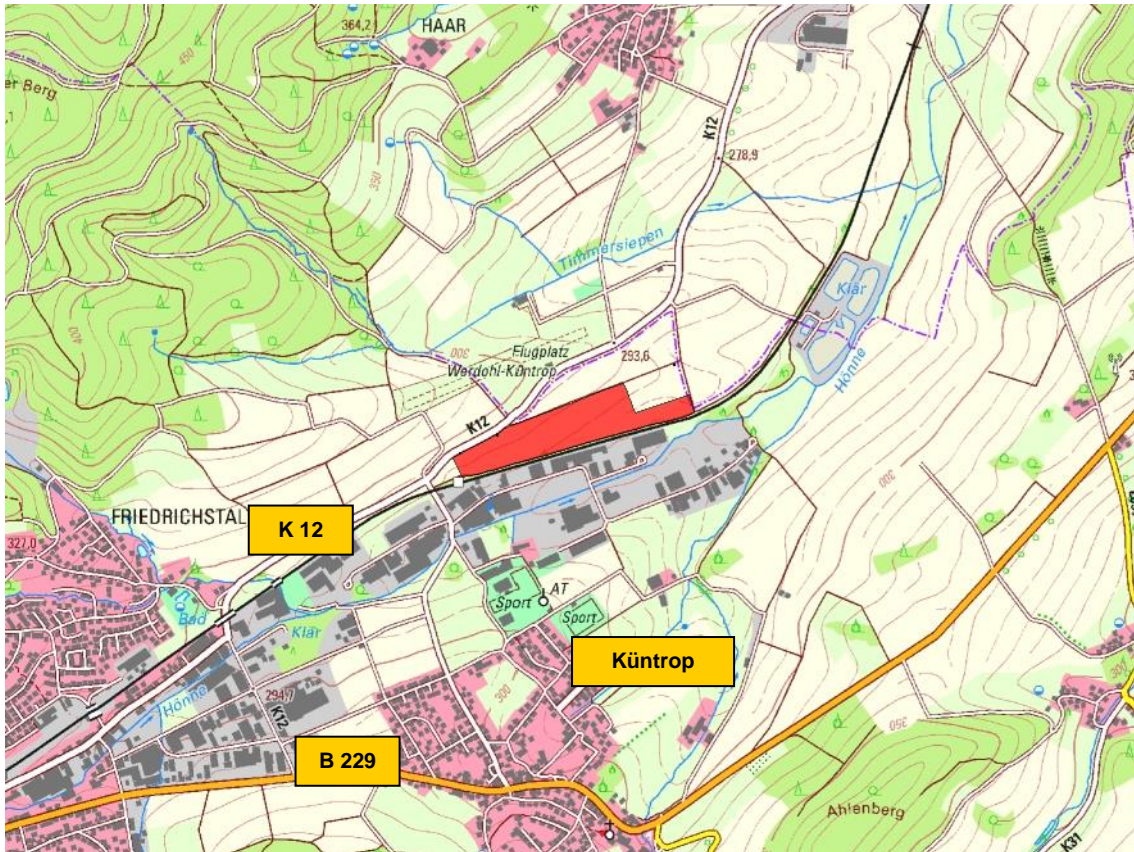 364,2
HAAR
450
er Berg
K12
278,9
350
Timmersiepen
Klär
400
Hönne
300
Flugplatz
Werdohl-Küntrop
293,6
K12
300
FRIEDRICHSTAL
K 12
327,0
AT
Sport
Sport
Bad
Klär
Küntrop
Hönne
294,7
K12
300
B 229
350
Ahlenberg
K31